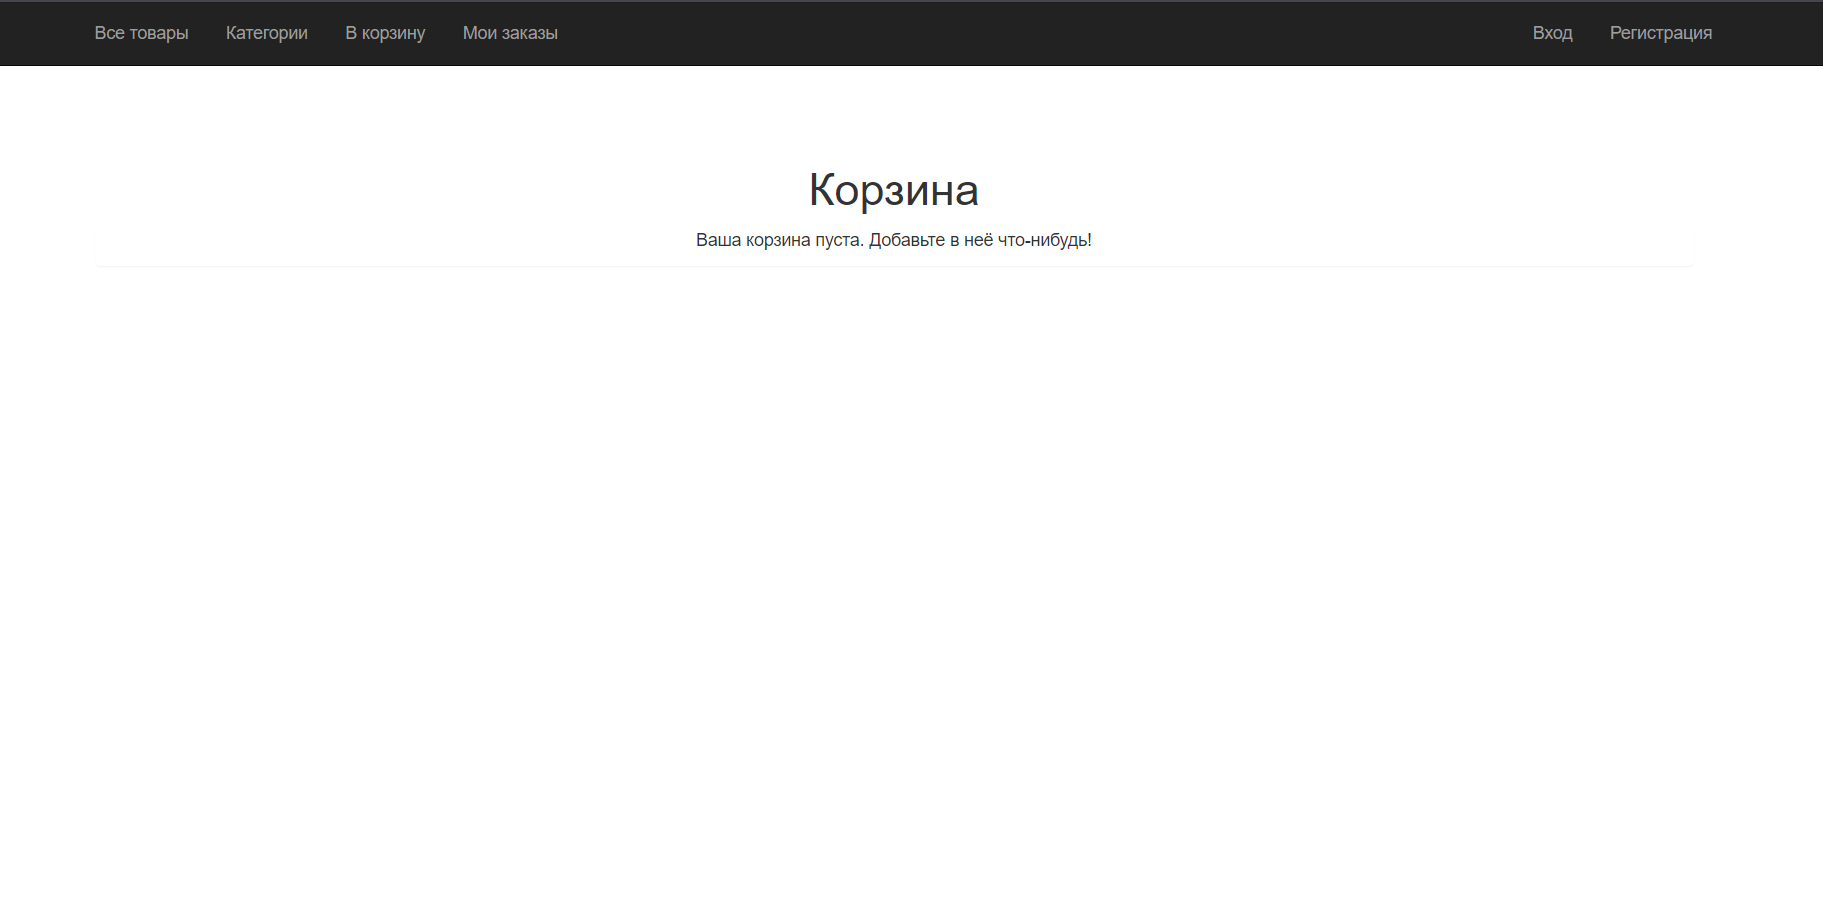 Все товары Категории В корзину Мои заказы Вход Регистрация
Корзина
Ваша корзина пуста. Добавьте в неё что-нибудь!